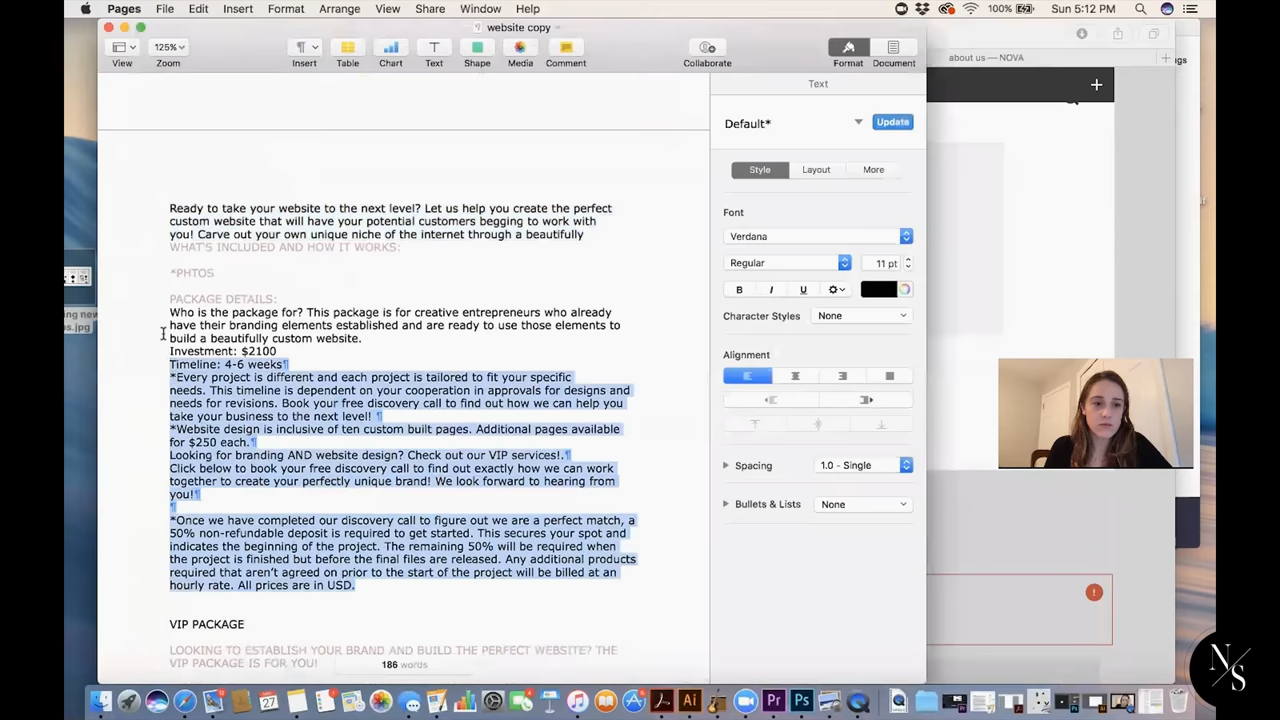 Pages File Edit Insert Format Arrange View Share Window Help 100% Sun 5:12 PM
website copy
125%
View Zoom Insert Table Chart Text Shape Media Comment Collaborate Format Document
about us — NOVA
Text
Default* Update
Style Layout More
Font
Verdana
Regular 11 pt
B I U
Character Styles None
Alignment
Spacing 1.0 - Single
Bullets & Lists None
Ready to take your website to the next level? Let us help you create the perfect
custom website that will have your potential customers begging to work with
you! Carve out your own unique niche of the internet through a beautifully
WHAT'S INCLUDED AND HOW IT WORKS:
*PHTOS
PACKAGE DETAILS:
Who is the package for? This package is for creative entrepreneurs who already
have their branding elements established and are ready to use those elements to
build a beautifully custom website.
Investment: $2100
Timeline: 4-6 weeks¶
*Every project is different and each project is tailored to fit your specific
needs. This timeline is dependent on your cooperation in approvals for designs and
needs for revisions. Book your free discovery call to find out how we can help you
take your business to the next level! ¶
*Website design is inclusive of ten custom built pages. Additional pages available
for $250 each.¶
Looking for branding AND website design? Check out our VIP services!.¶
Click below to book your free discovery call to find out exactly how we can work
together to create your perfectly unique brand! We look forward to hearing from
you!¶
¶
*Once we have completed our discovery call to figure out we are a perfect match, a
50% non-refundable deposit is required to get started. This secures your spot and
indicates the beginning of the project. The remaining 50% will be required when
the project is finished but before the final files are released. Any additional products
required that aren't agreed on prior to the start of the project will be billed at an
hourly rate. All prices are in USD.
VIP PACKAGE
LOOKING TO ESTABLISH YOUR BRAND AND BUILD THE PERFECT WEBSITE? THE
VIP PACKAGE IS FOR YOU!
186 words
ing new
s.jpg
N/S